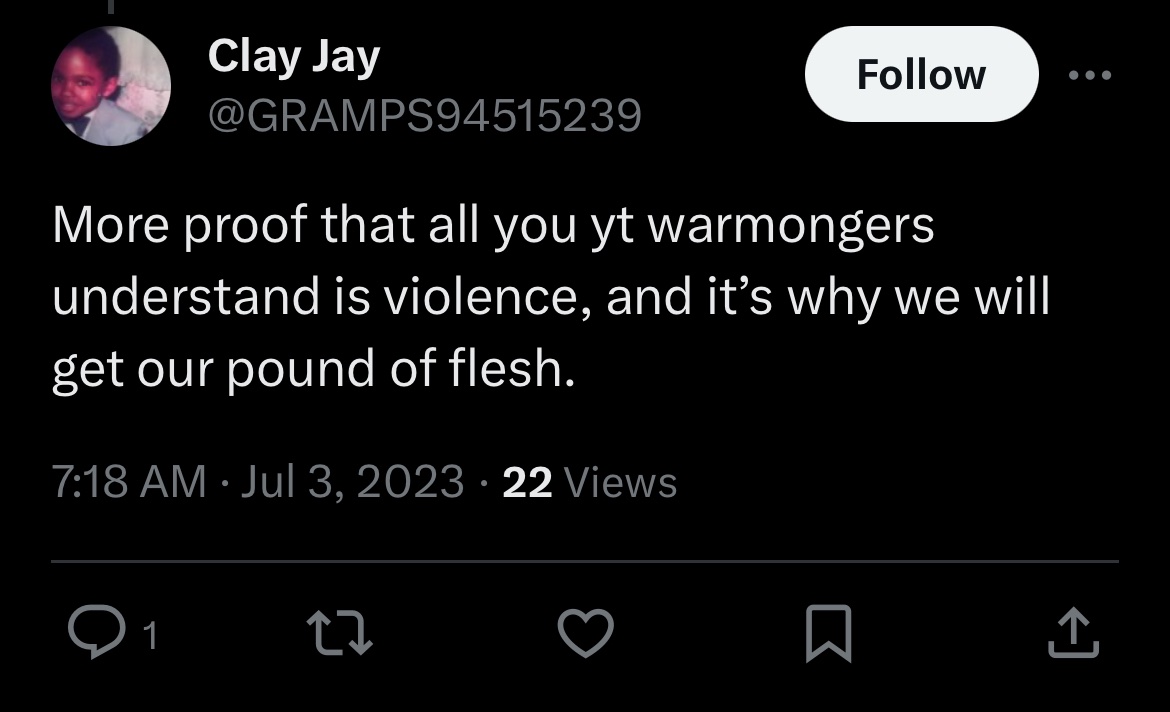 Clay Jay
Follow
@GRAMPS94515239
More proof that all you yt warmongers
understand is violence, and it’s why we will
get our pound of flesh.
7:18 AM · Jul 3, 2023 · 22 Views
1